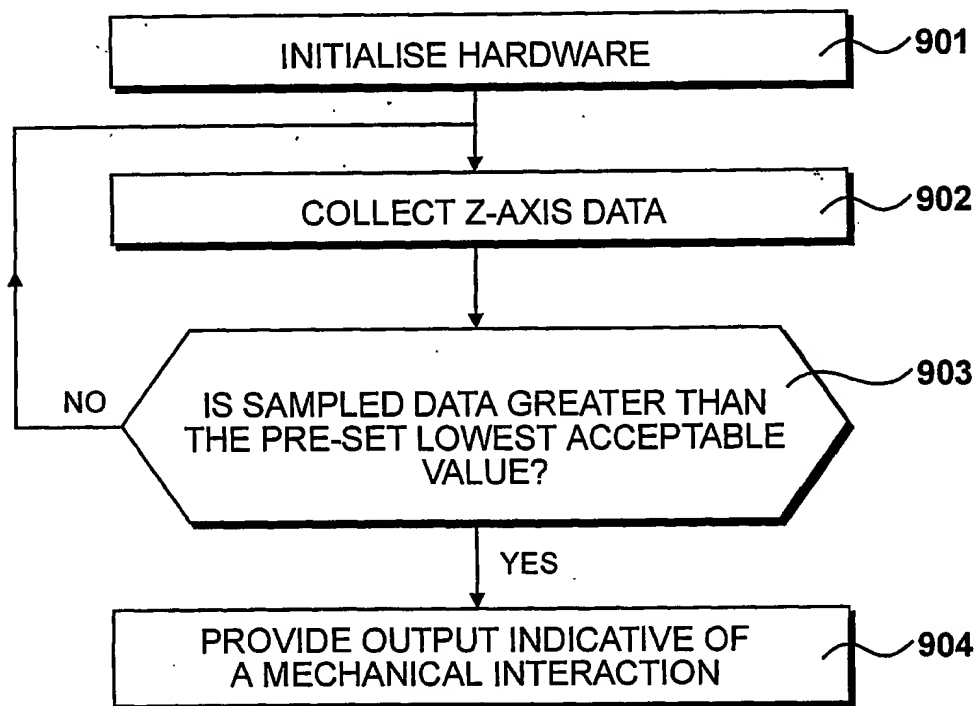 INITIALISE HARDWARE
901
COLLECT Z-AXIS DATA
902
IS SAMPLED DATA GREATER THAN
THE PRE-SET LOWEST ACCEPTABLE
VALUE?
903
NO
YES
PROVIDE OUTPUT INDICATIVE OF
A MECHANICAL INTERACTION
904